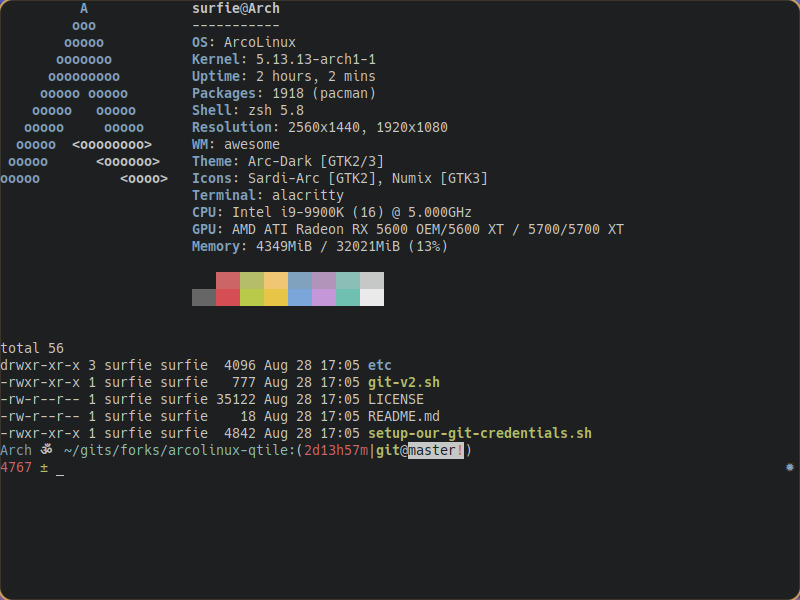 A surfie@Arch
ooo -----------
ooooo OS: ArcoLinux
ooooooo Kernel: 5.13.13-arch1-1
ooooooooo Uptime: 2 hours, 2 mins
ooooo ooooo Packages: 1918 (pacman)
ooooo ooooo Shell: zsh 5.8
ooooo ooooo Resolution: 2560x1440, 1920x1080
ooooo <oooooooo> WM: awesome
ooooo <oooooo> Theme: Arc-Dark [GTK2/3]
ooooo <oooo> Icons: Sardi-Arc [GTK2], Numix [GTK3]
Terminal: alacritty
CPU: Intel i9-9900K (16) @ 5.000GHz
GPU: AMD ATI Radeon RX 5600 OEM/5600 XT / 5700/5700 XT
Memory: 4349MiB / 32021MiB (13%)
total 56
drwxr-xr-x 3 surfie surfie 4096 Aug 28 17:05 etc
-rwxr-xr-x 1 surfie surfie 777 Aug 28 17:05 git-v2.sh
-rw-r--r-- 1 surfie surfie 35122 Aug 28 17:05 LICENSE
-rw-r--r-- 1 surfie surfie 18 Aug 28 17:05 README.md
-rwxr-xr-x 1 surfie surfie 4842 Aug 28 17:05 setup-our-git-credentials.sh
Arch ॐ ~/gits/forks/arcolinux-qtile:(2d13h57m|git@master!)
4767 ± _ ✹